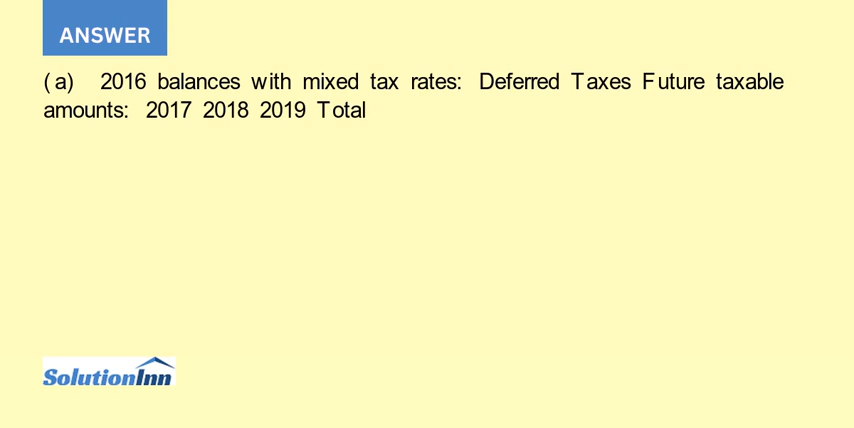 ANSWER
(a) 2016 balances with mixed tax rates: Deferred Taxes Future taxable
amounts: 2017 2018 2019 Total
SolutionInn